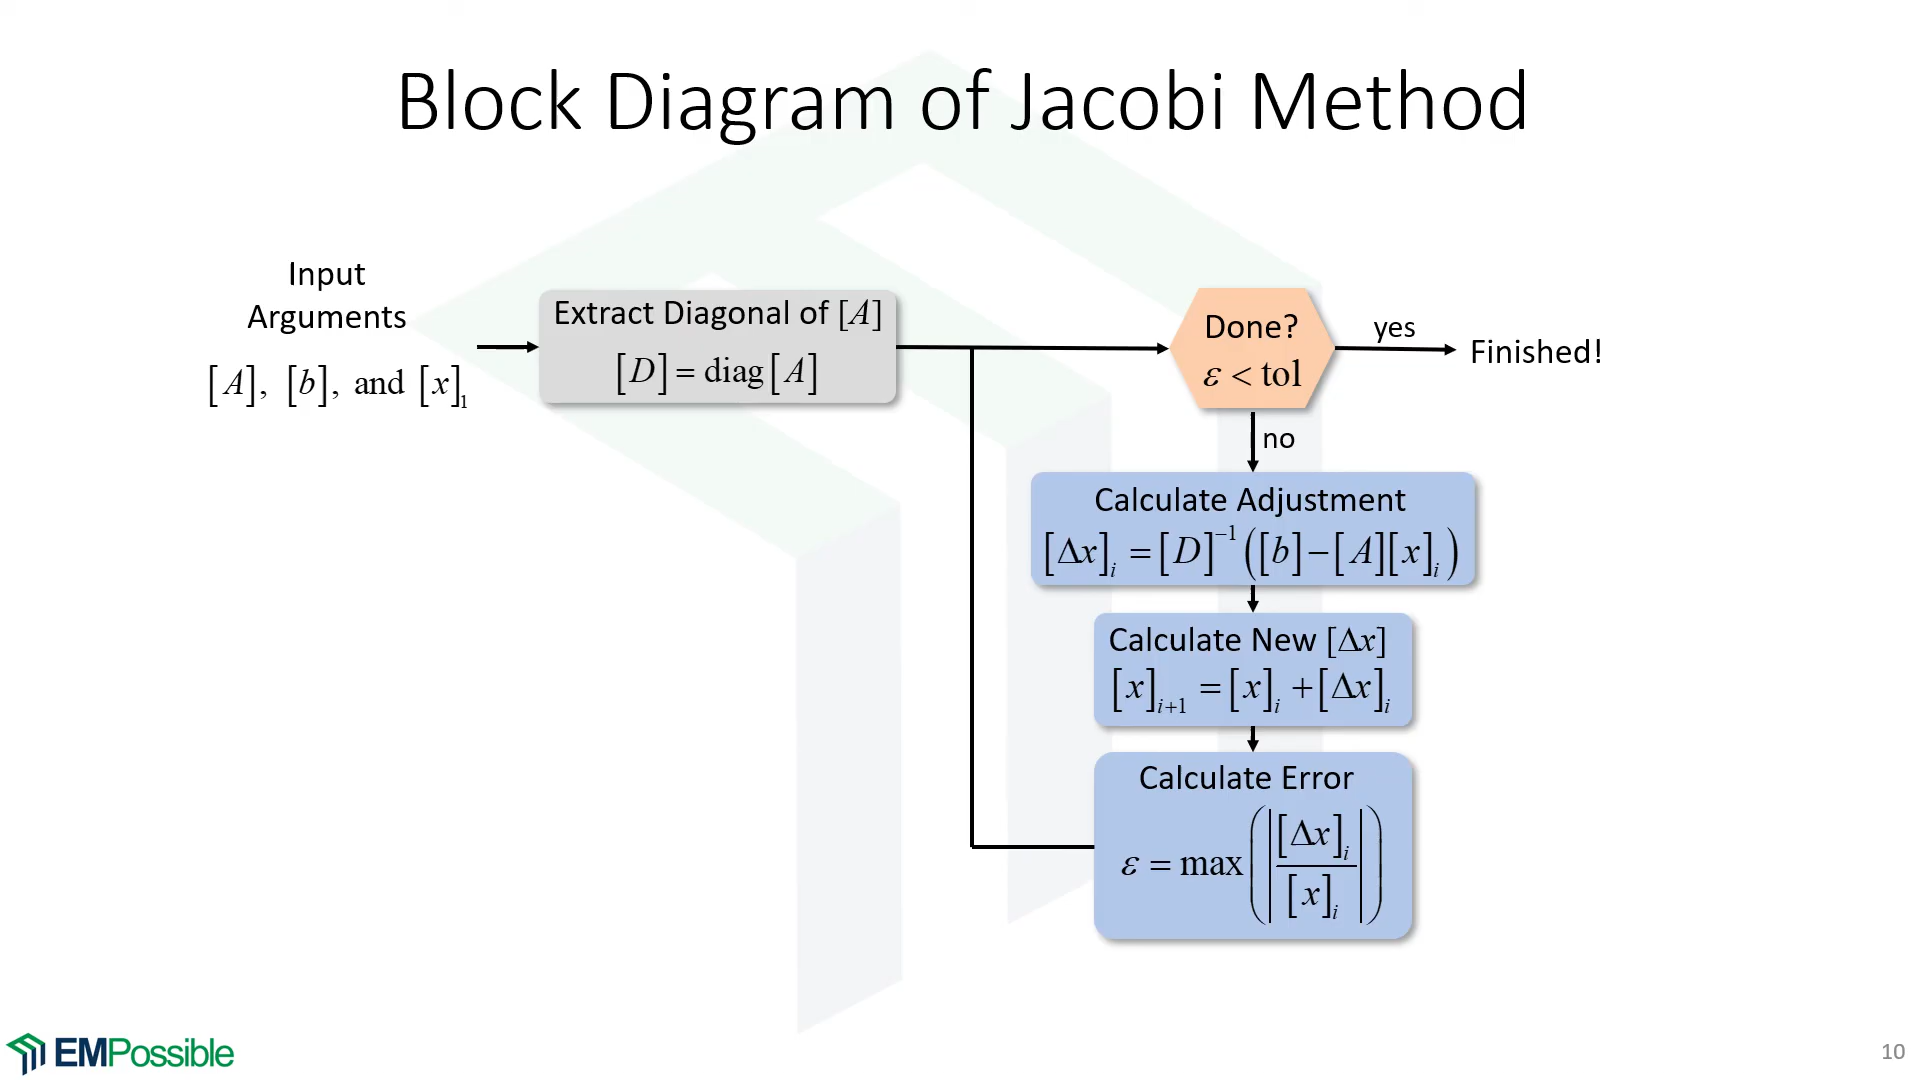 Block Diagram of Jacobi Method
Input
Arguments
[A], [b], and [x]₁
Extract Diagonal of [A]
[D] = diag[A]
Done?
ε < tol
yes
Finished!
no
Calculate Adjustment
[Δx]ᵢ = [D]⁻¹([b] − [A][x]ᵢ)
Calculate New [Δx]
[x]ᵢ₊₁ = [x]ᵢ + [Δx]ᵢ
Calculate Error
ε = max(|[Δx]ᵢ / [x]ᵢ|)
EMPossible
10